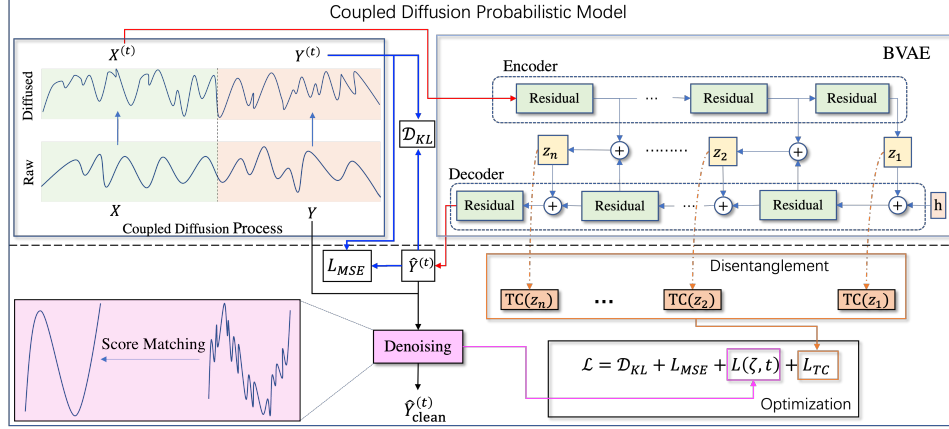 Coupled Diffusion Probabilistic Model
X^(t)
Y^(t)
Diffused
Raw
X
Y
Coupled Diffusion Process
D_KL
BVAE
Encoder
Residual
...
Residual
Residual
z_n
+
.........
z_2
+
z_1
Decoder
Residual
+
Residual
...
+
Residual
+
h
L_MSE
Ŷ^(t)
Disentanglement
TC(z_n)
...
TC(z_2)
TC(z_1)
Score Matching
Denoising
Ŷ^(t)_clean
ℒ = D_KL + L_MSE + L(ζ, t) + L_TC
Optimization